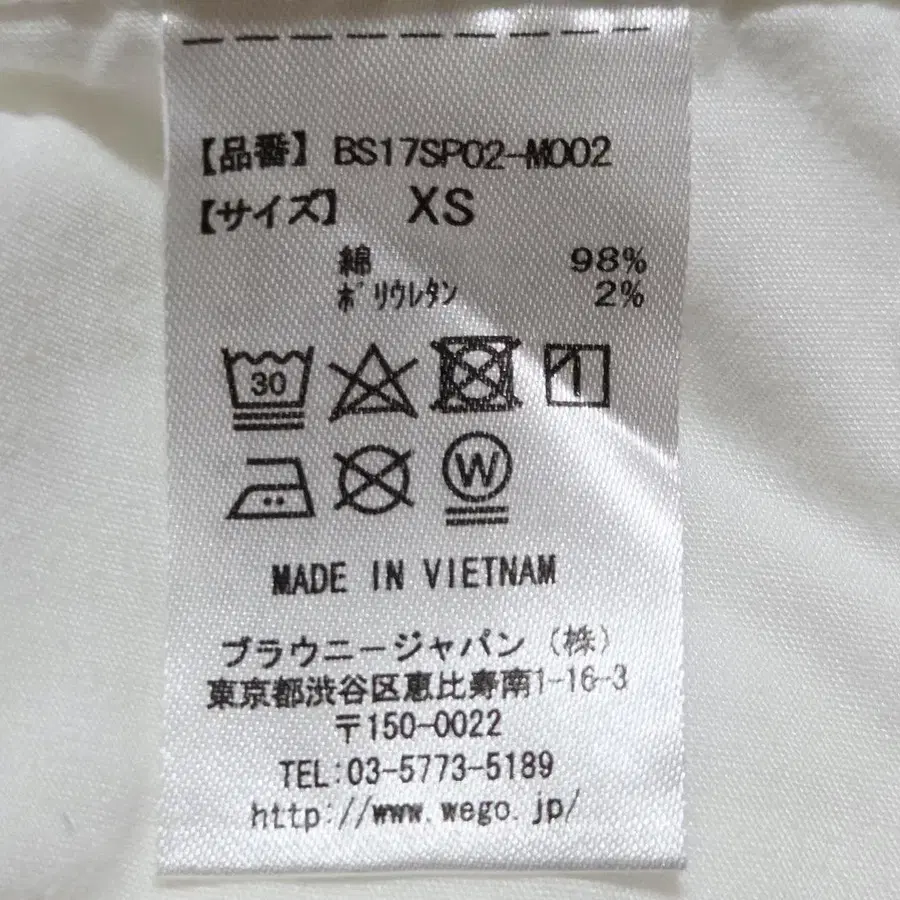 【品番】 BS17SP02-M002
【サイズ】 XS
綿 98%
ポリウレタン 2%
30
W
MADE IN VIETNAM
ブラウニージャパン（株）
東京都渋谷区恵比寿南1-16-3
〒150-0022
TEL:03-5773-5189
http://www.wego.jp/